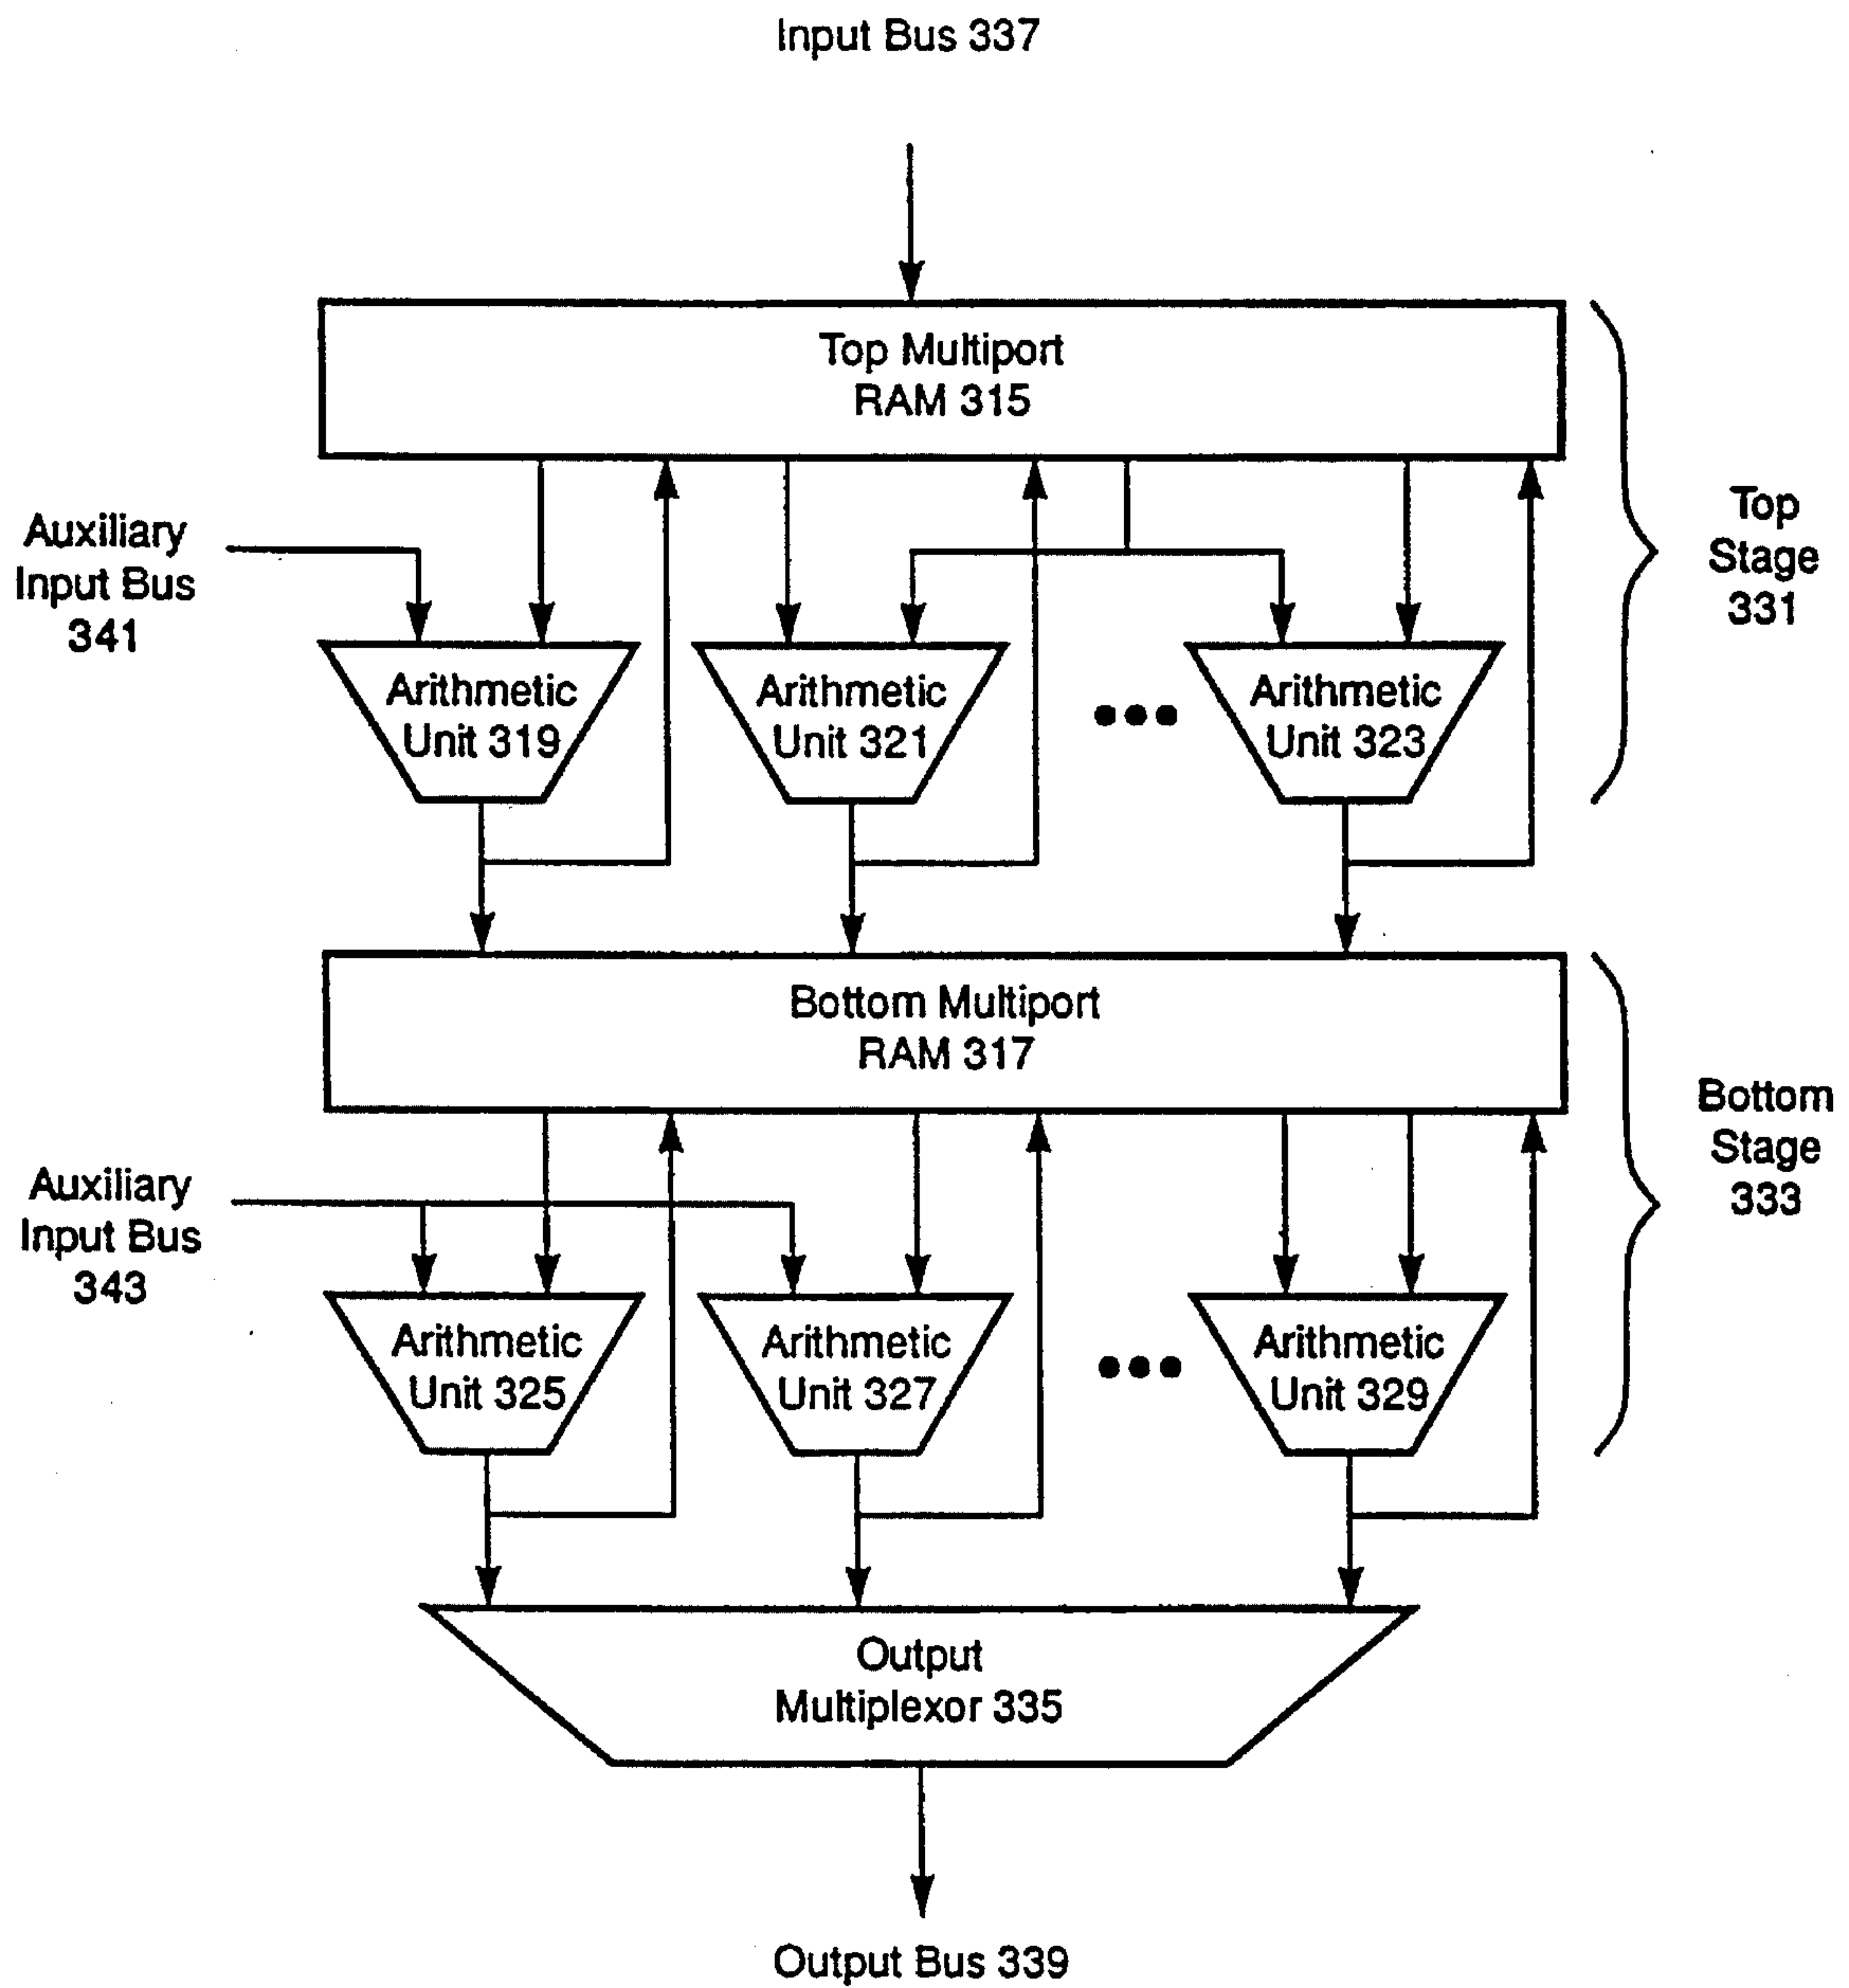 Input Bus 337
Top Multiport
RAM 315
Auxiliary
Input Bus
341
Top
Stage
331
Arithmetic
Unit 319
Arithmetic
Unit 321
Arithmetic
Unit 323
Bottom Multiport
RAM 317
Bottom
Stage
333
Auxiliary
Input Bus
343
Arithmetic
Unit 325
Arithmetic
Unit 327
Arithmetic
Unit 329
Output
Multiplexor 335
Output Bus 339